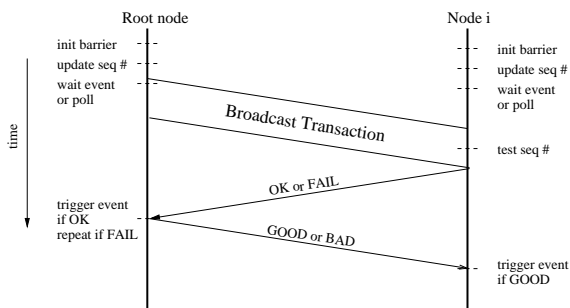 Root node
Node i
init barrier
update seq #
wait event
or poll
init barrier
update seq #
wait event
or poll
Broadcast Transaction
test seq #
time
OK or FAIL
trigger event
if OK
repeat if FAIL
GOOD or BAD
trigger event
if GOOD